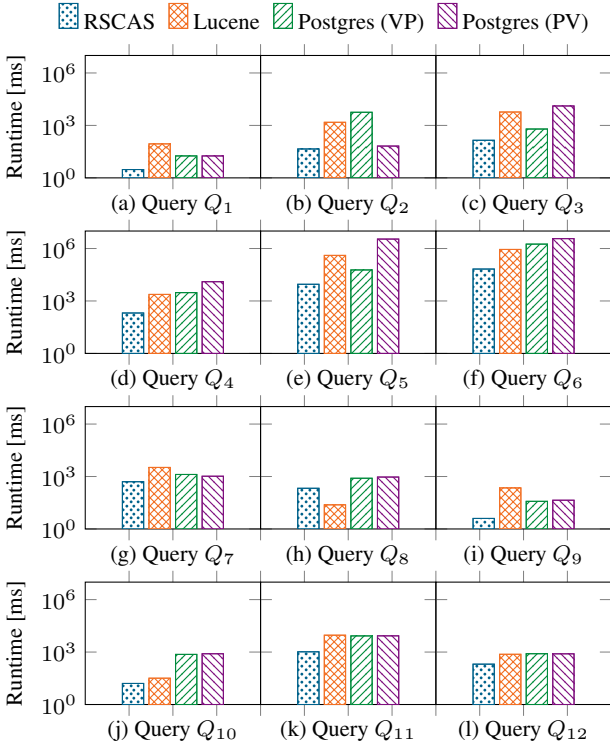 RSCAS Lucene Postgres (VP) Postgres (PV)
Runtime [ms]
10^6
10^3
10^0
(a) Query Q_1 (b) Query Q_2 (c) Query Q_3
Runtime [ms]
10^6
10^3
10^0
(d) Query Q_4 (e) Query Q_5 (f) Query Q_6
Runtime [ms]
10^6
10^3
10^0
(g) Query Q_7 (h) Query Q_8 (i) Query Q_9
Runtime [ms]
10^6
10^3
10^0
(j) Query Q_10 (k) Query Q_11 (l) Query Q_12